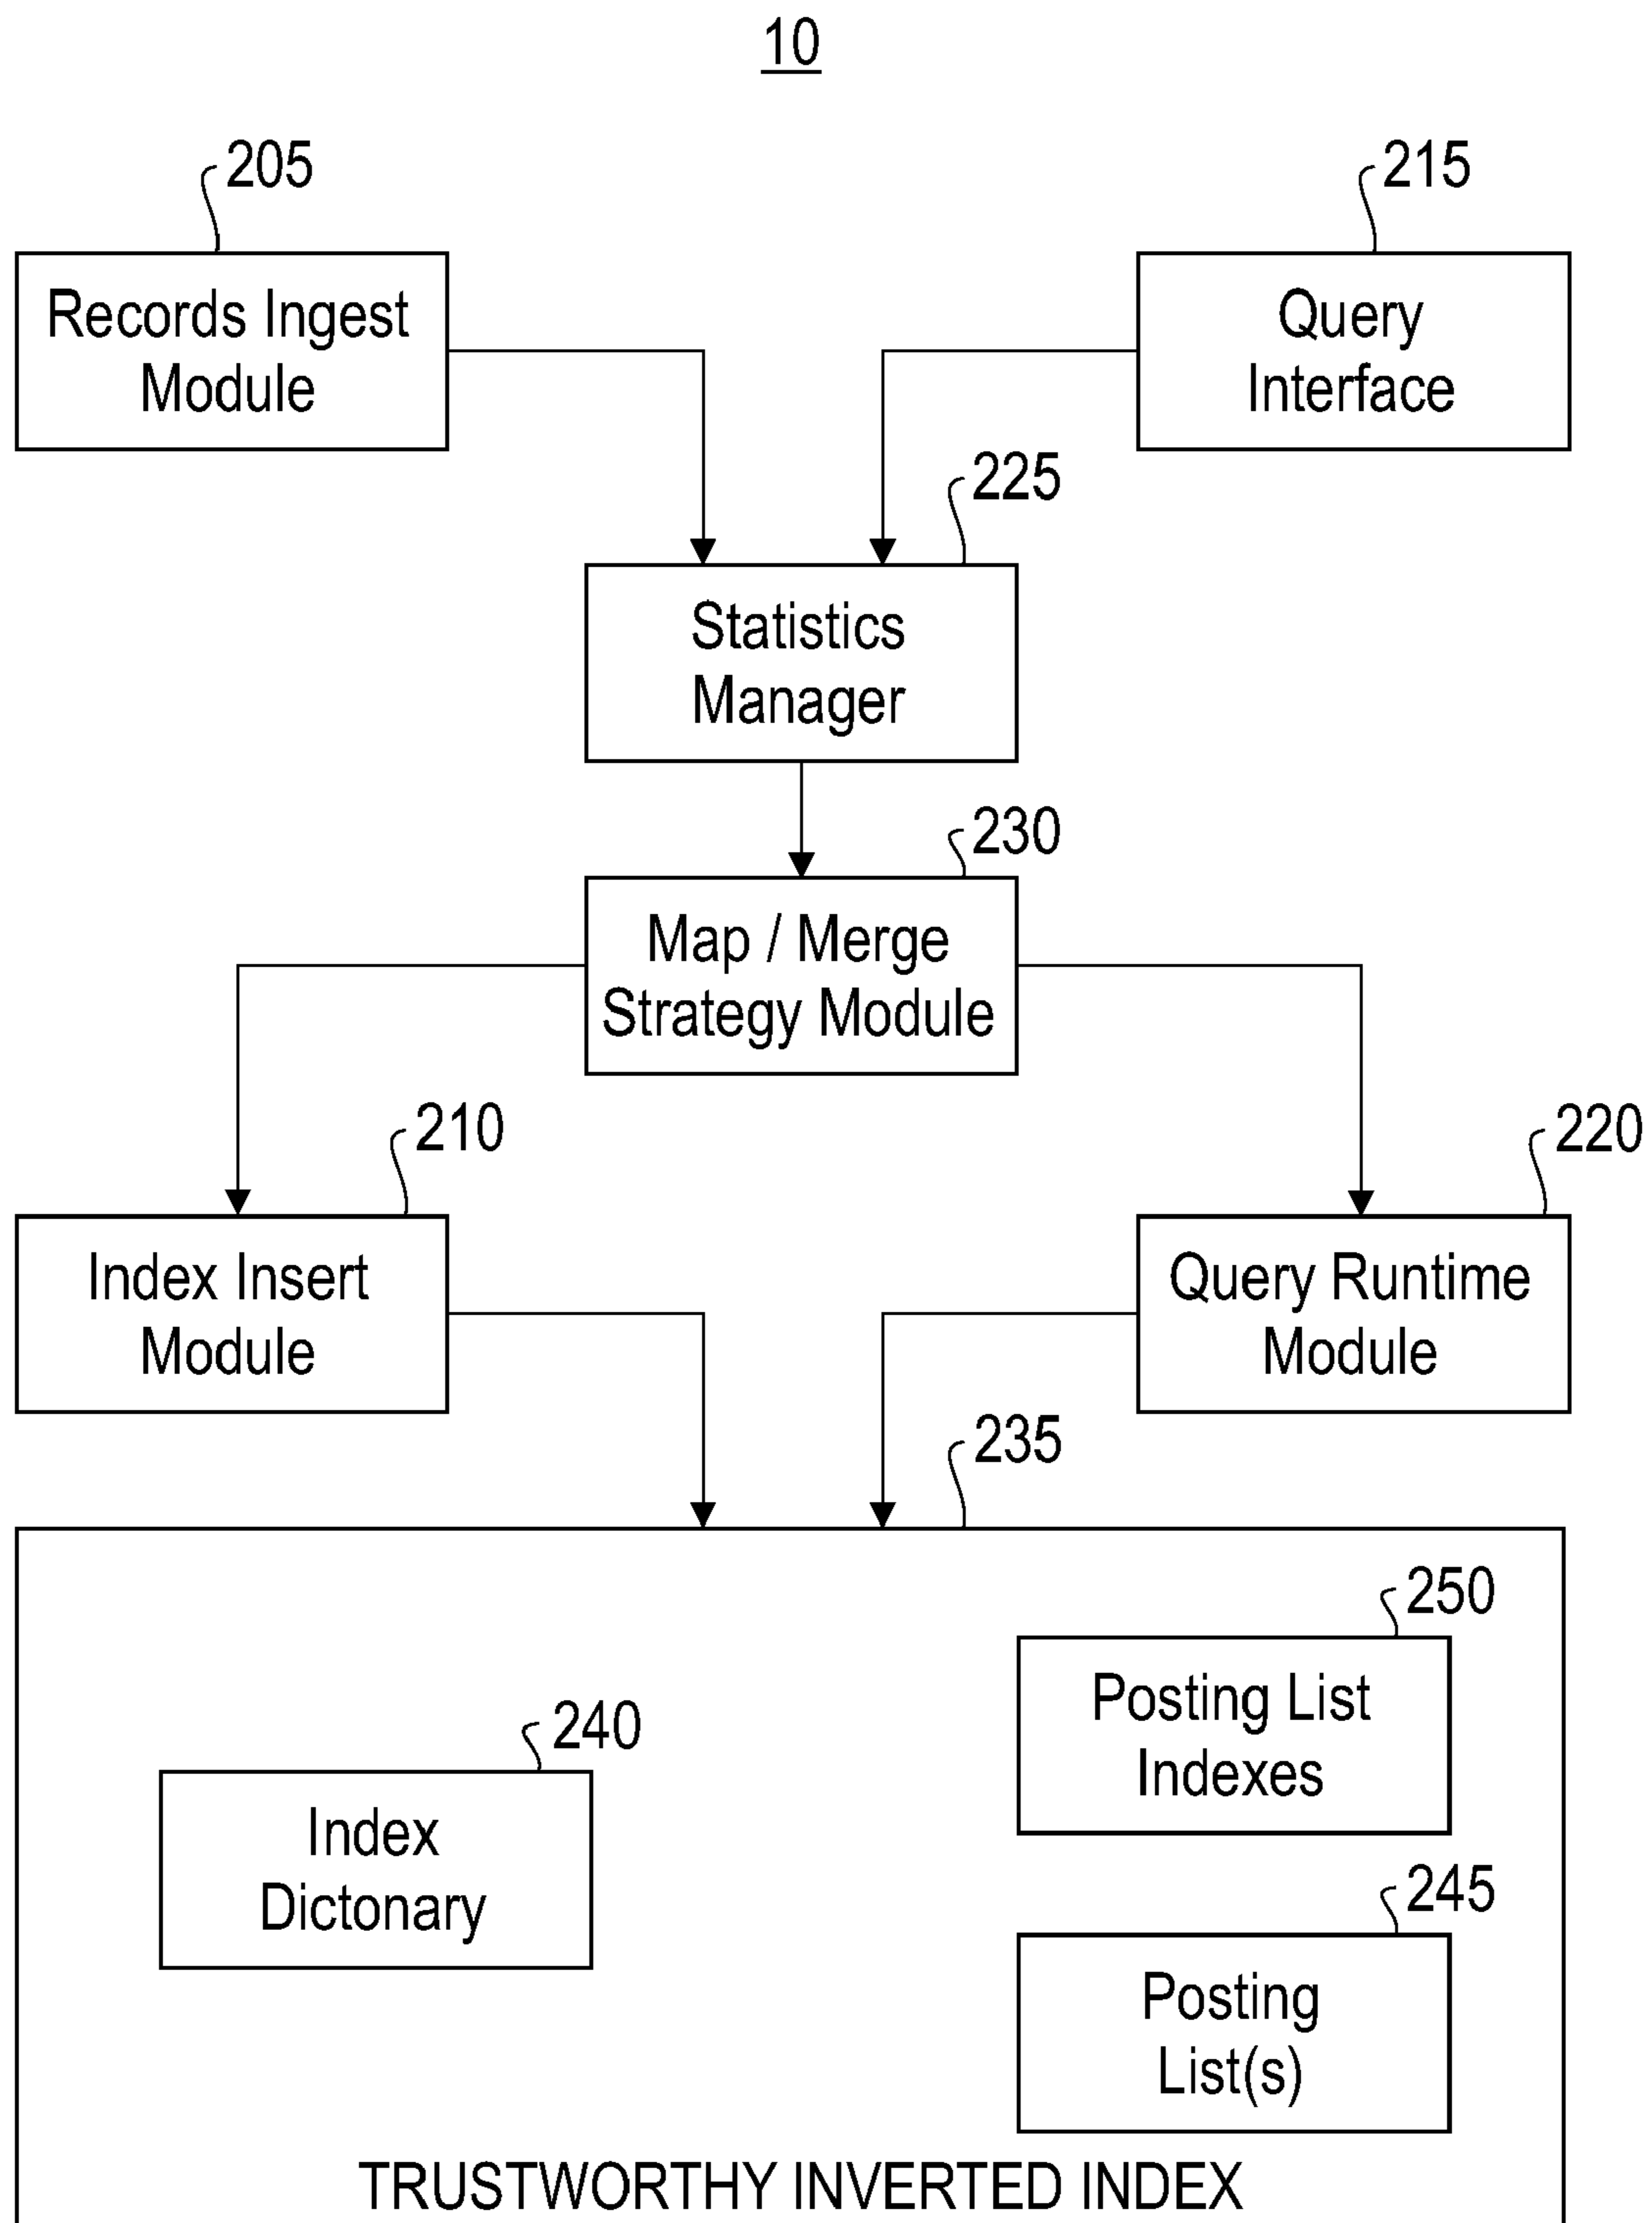 10
205
215
Records Ingest
Module
Query
Interface
225
Statistics
Manager
230
Map / Merge
Strategy Module
210
220
Index Insert
Module
Query Runtime
Module
235
250
Posting List
Indexes
240
Index
Dictonary
245
Posting
List(s)
TRUSTWORTHY INVERTED INDEX